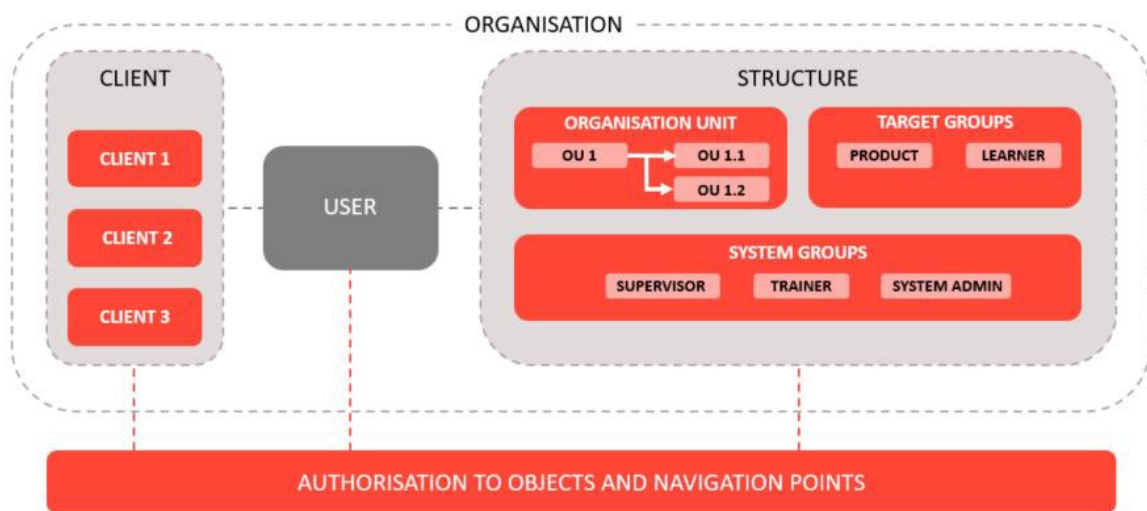 ORGANISATION
CLIENT
CLIENT 1
CLIENT 2
CLIENT 3
USER
STRUCTURE
ORGANISATION UNIT
OU 1
OU 1.1
OU 1.2
TARGET GROUPS
PRODUCT
LEARNER
SYSTEM GROUPS
SUPERVISOR
TRAINER
SYSTEM ADMIN
AUTHORISATION TO OBJECTS AND NAVIGATION POINTS